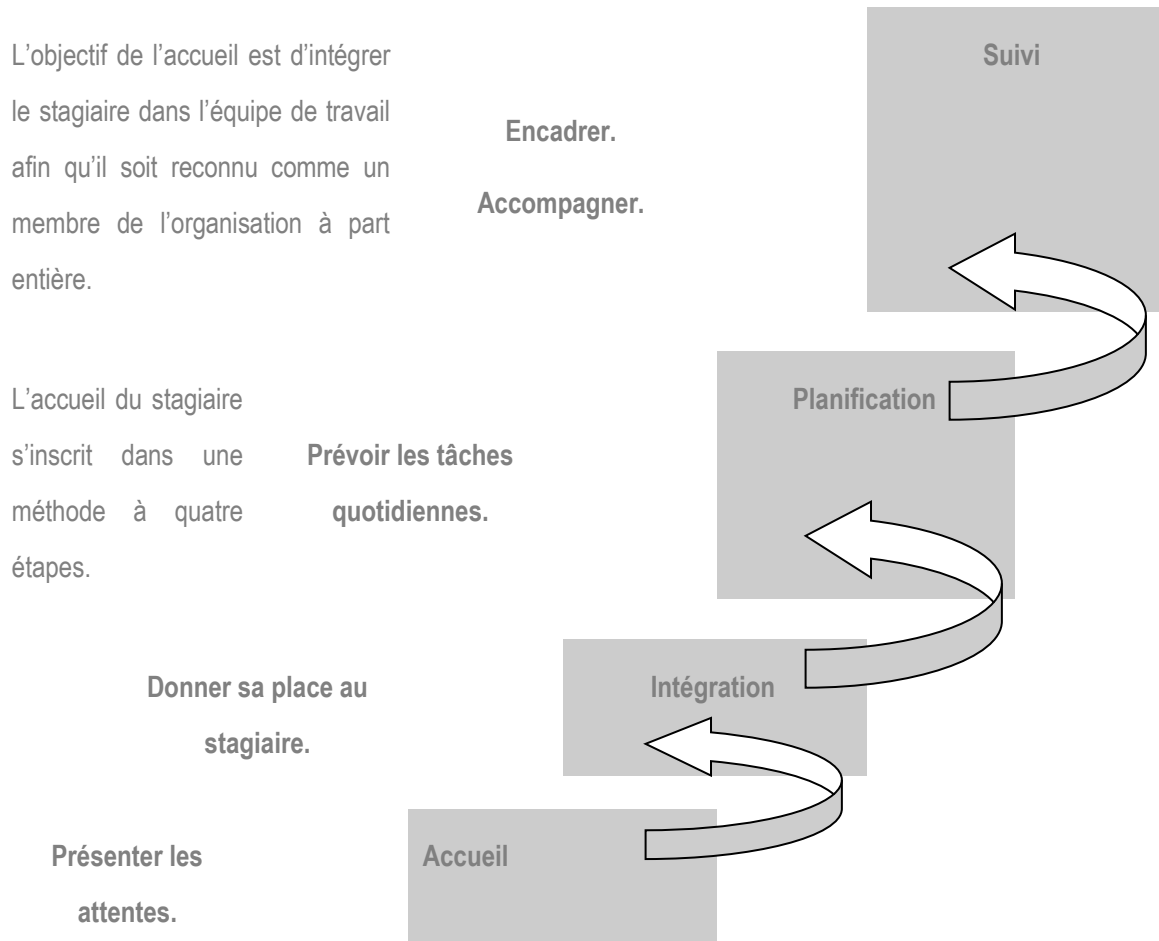 L’objectif de l’accueil est d’intégrer
le stagiaire dans l’équipe de travail
afin qu’il soit reconnu comme un
membre de l’organisation à part
entière.
Encadrer.
Accompagner.
Suivi
L’accueil du stagiaire
s’inscrit dans une
méthode à quatre
étapes.
Prévoir les tâches
quotidiennes.
Planification
Donner sa place au
stagiaire.
Intégration
Présenter les
attentes.
Accueil